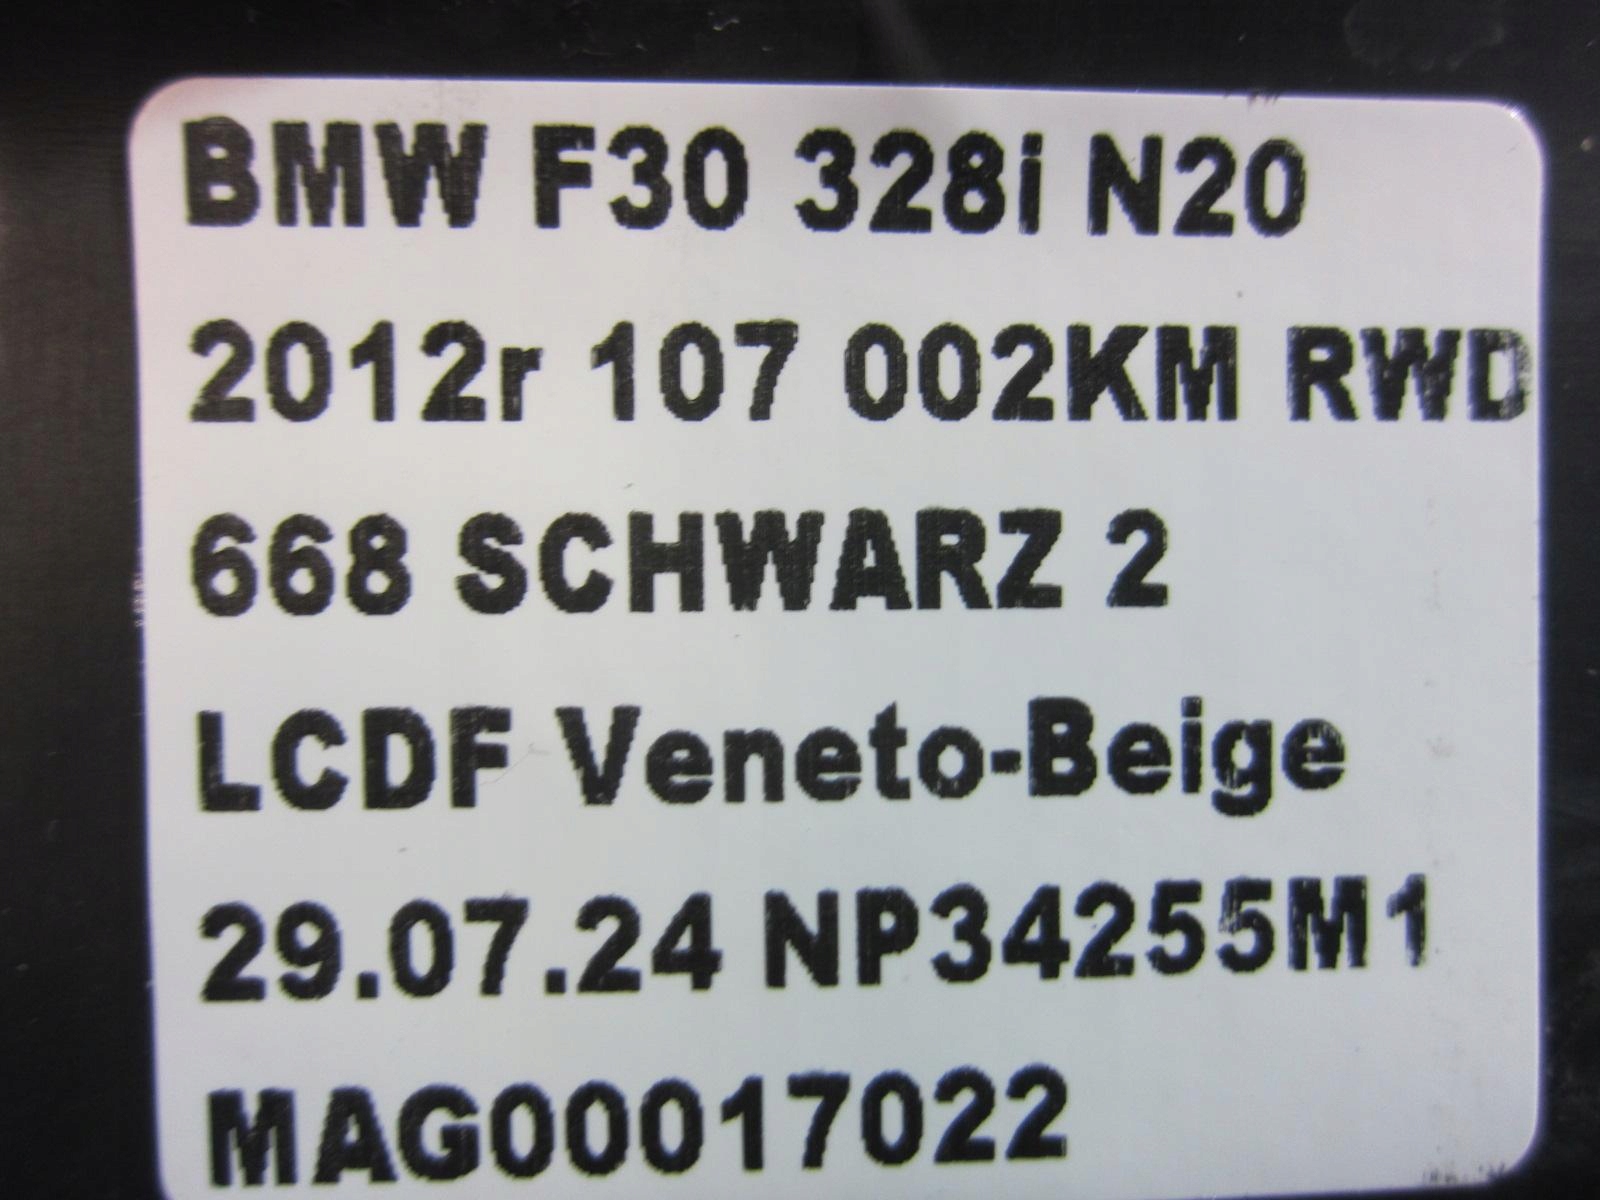 BMW F30 328i N20
2012r 107 002KM RWD
668 SCHWARZ 2
LCDF Veneto-Beige
29.07.24 NP34255M1
MAG00017022